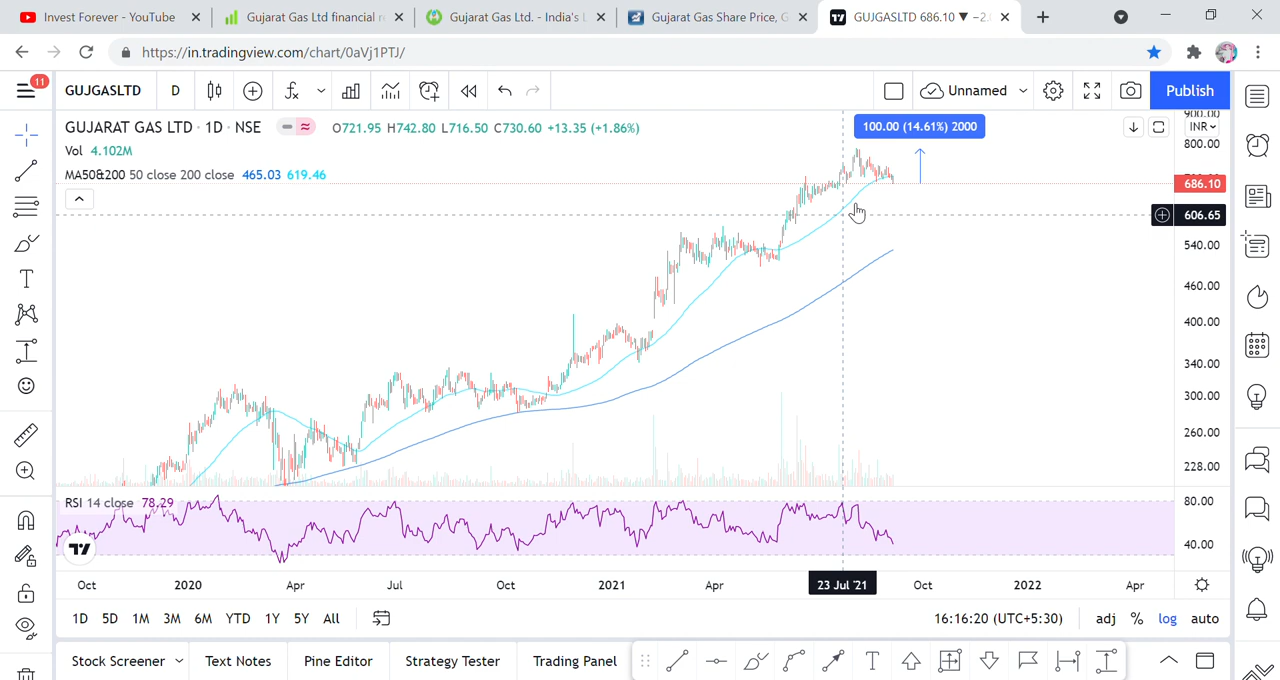 Invest Forever - YouTube
Gujarat Gas Ltd financial r
Gujarat Gas Ltd. - India's L
Gujarat Gas Share Price, G
GUJGASLTD 686.10 ▼ −2.
https://in.tradingview.com/chart/0aVj1PTJ/
11
GUJGASLTD
D
Unnamed
Publish
GUJARAT GAS LTD · 1D · NSE
O721.95 H742.80 L716.50 C730.60 +13.35 (+1.86%)
Vol 4.102M
MA50&200 50 close 200 close 465.03 619.46
100.00 (14.61%) 2000
900.00
INR
800.00
686.10
606.65
540.00
460.00
400.00
340.00
300.00
260.00
228.00
RSI 14 close 78.29
80.00
40.00
Oct 2020 Apr Jul Oct 2021 Apr 23 Jul '21 Oct 2022 Apr
1D 5D 1M 3M 6M YTD 1Y 5Y All
16:16:20 (UTC+5:30)
adj % log auto
Stock Screener
Text Notes
Pine Editor
Strategy Tester
Trading Panel